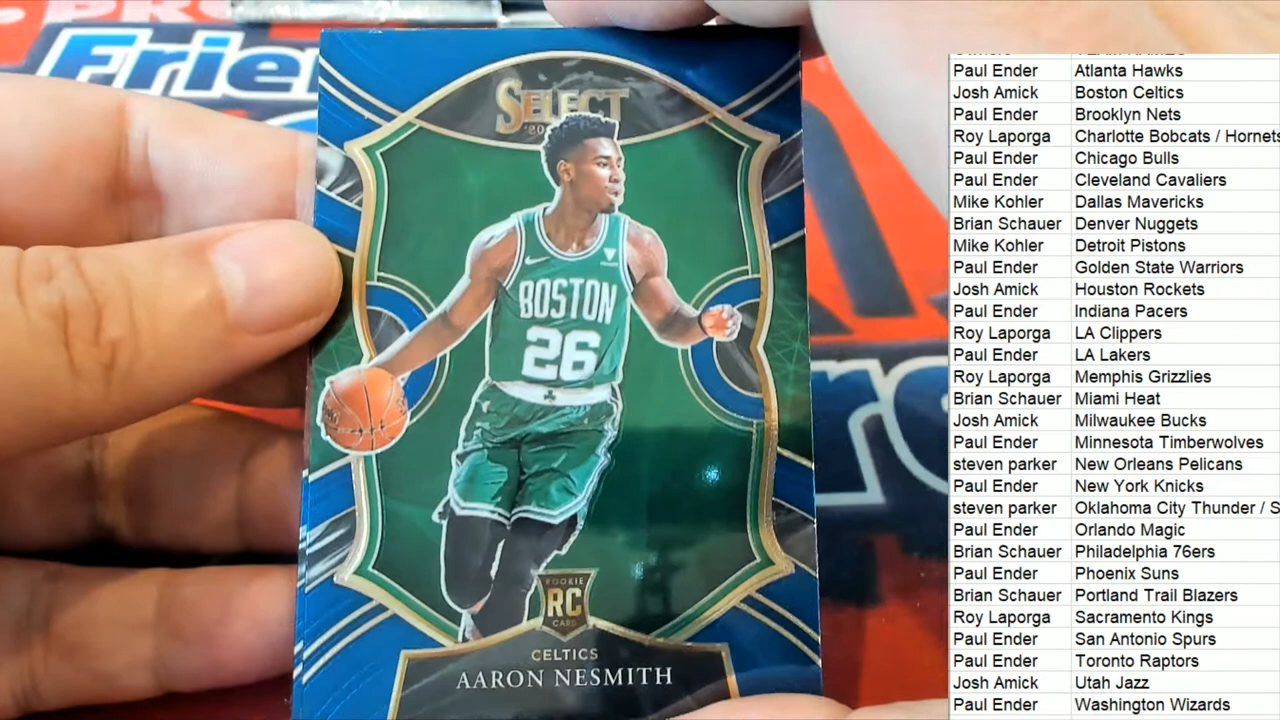 PRO
Frie
SELECT
'20
BOSTON
26
ROOKIE
RC
CARD
CELTICS
AARON NESMITH
Paul Ender Atlanta Hawks
Josh Amick Boston Celtics
Paul Ender Brooklyn Nets
Roy Laporga Charlotte Bobcats / Hornets
Paul Ender Chicago Bulls
Paul Ender Cleveland Cavaliers
Mike Kohler Dallas Mavericks
Brian Schauer Denver Nuggets
Mike Kohler Detroit Pistons
Paul Ender Golden State Warriors
Josh Amick Houston Rockets
Paul Ender Indiana Pacers
Roy Laporga LA Clippers
Paul Ender LA Lakers
Roy Laporga Memphis Grizzlies
Brian Schauer Miami Heat
Josh Amick Milwaukee Bucks
Paul Ender Minnesota Timberwolves
steven parker New Orleans Pelicans
Paul Ender New York Knicks
steven parker Oklahoma City Thunder / S
Paul Ender Orlando Magic
Brian Schauer Philadelphia 76ers
Paul Ender Phoenix Suns
Brian Schauer Portland Trail Blazers
Roy Laporga Sacramento Kings
Paul Ender San Antonio Spurs
Paul Ender Toronto Raptors
Josh Amick Utah Jazz
Paul Ender Washington Wizards